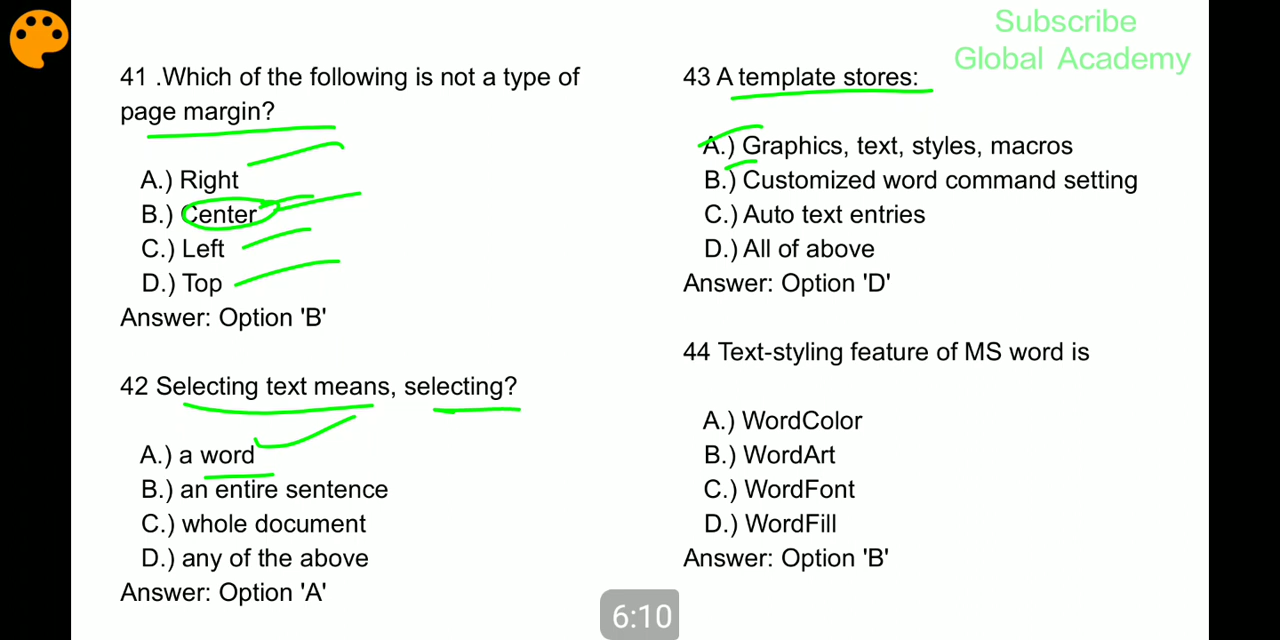 Subscribe
Global Academy
41 .Which of the following is not a type of
page margin?
A.) Right
B.) Center
C.) Left
D.) Top
Answer: Option 'B'
42 Selecting text means, selecting?
A.) a word
B.) an entire sentence
C.) whole document
D.) any of the above
Answer: Option 'A'
43 A template stores:
A.) Graphics, text, styles, macros
B.) Customized word command setting
C.) Auto text entries
D.) All of above
Answer: Option 'D'
44 Text-styling feature of MS word is
A.) WordColor
B.) WordArt
C.) WordFont
D.) WordFill
Answer: Option 'B'
6:10